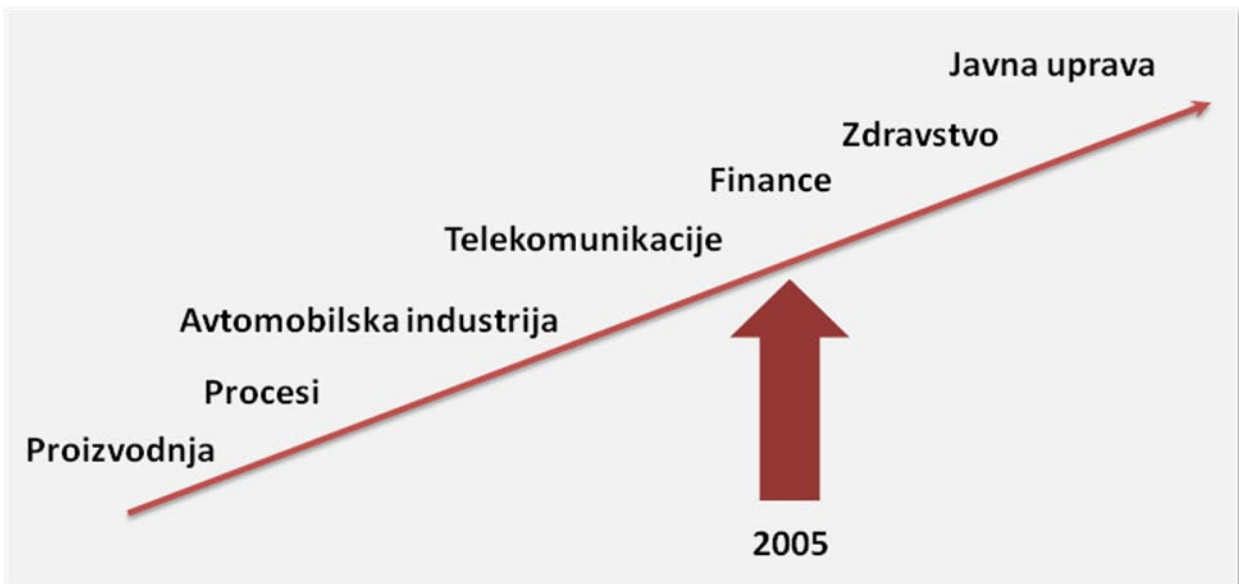 Javna uprava
Zdravstvo
Finance
Telekomunikacije
Avtomobilska industrija
Procesi
Proizvodnja
2005